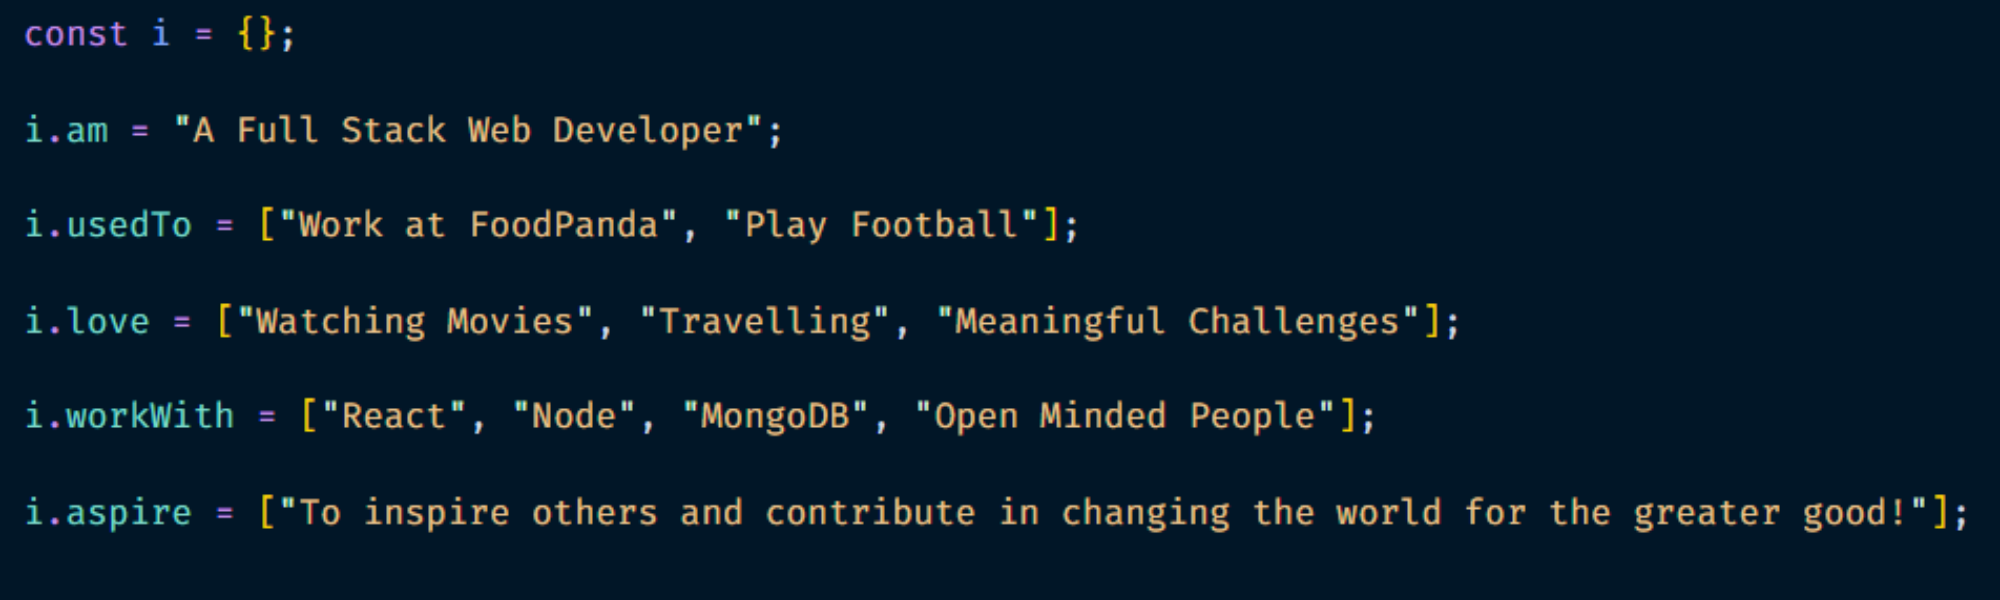 const i = {};
i.am = "A Full Stack Web Developer";
i.usedTo = ["Work at FoodPanda", "Play Football"];
i.love = ["Watching Movies", "Travelling", "Meaningful Challenges"];
i.workWith = ["React", "Node", "MongoDB", "Open Minded People"];
i.aspire = ["To inspire others and contribute in changing the world for the greater good!"];